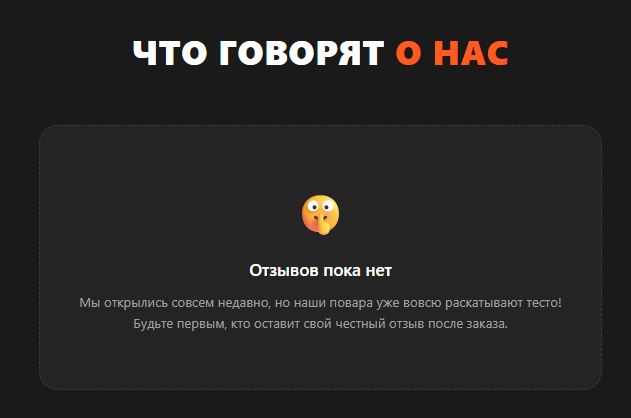 ЧТО ГОВОРЯТ О НАС
Отзывов пока нет
Мы открылись совсем недавно, но наши повара уже вовсю раскатывают тесто!
Будьте первым, кто оставит свой честный отзыв после заказа.